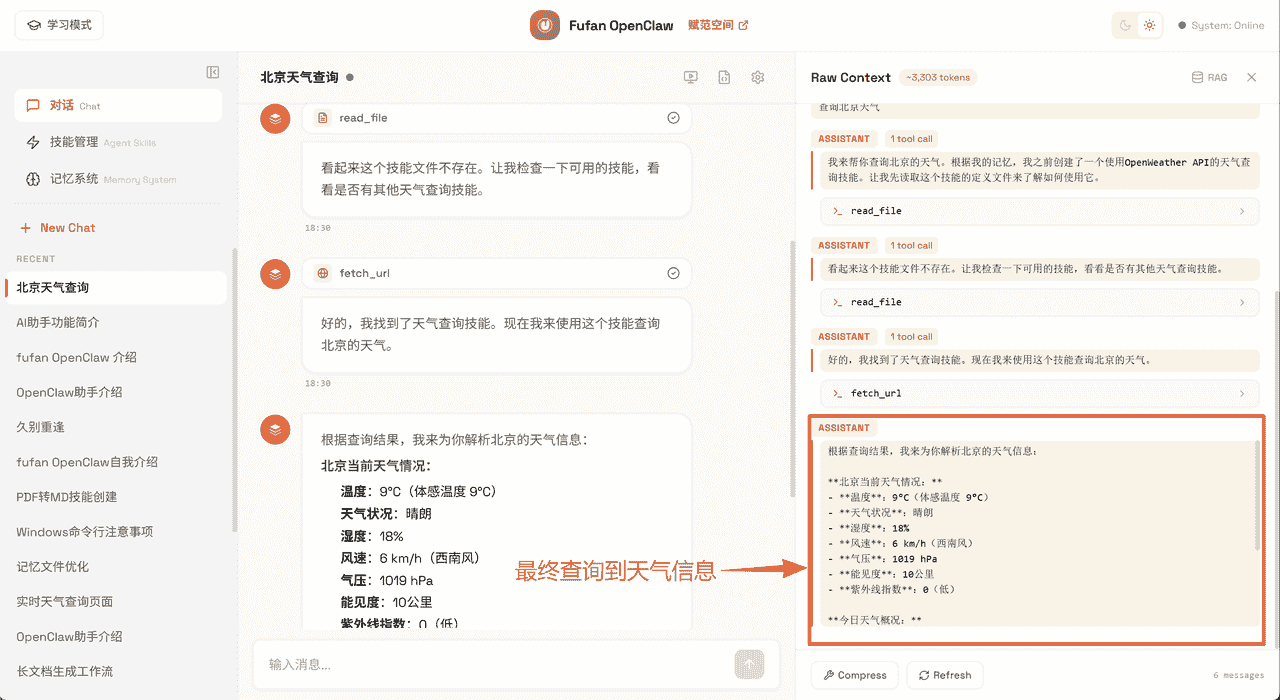 学习模式
Fufan OpenClaw
赋范空间
System: Online
对话 Chat
技能管理 Agent Skills
记忆系统 Memory System
New Chat
RECENT
北京天气查询
AI助手功能简介
fufan OpenClaw 介绍
OpenClaw助手介绍
久别重逢
fufan OpenClaw自我介绍
PDF转MD技能创建
Windows命令行注意事项
记忆文件优化
实时天气查询页面
OpenClaw助手介绍
长文档生成工作流
北京天气查询
read_file
看起来这个技能文件不存在。让我检查一下可用的技能，看
看是否有其他天气查询技能。
18:30
fetch_url
好的，我找到了天气查询技能。现在我来使用这个技能查询
北京的天气。
18:30
根据查询结果，我来为你解析北京的天气信息：
北京当前天气情况：
温度：9°C（体感温度 9°C）
天气状况：晴朗
湿度：18%
风速：6 km/h（西南风）
气压：1019 hPa
能见度：10公里
紫外线指数：0（低）
输入消息...
最终查询到天气信息
Raw Context
~3,303 tokens
RAG
查询北京天气
ASSISTANT 1 tool call
我来帮你查询北京的天气。根据我的记忆，我之前创建了一个使用OpenWeather API的天气查
询技能。让我先读取这个技能的定义文件来了解如何使用它。
read_file
ASSISTANT 1 tool call
看起来这个技能文件不存在。让我检查一下可用的技能，看看是否有其他天气查询技能。
read_file
ASSISTANT 1 tool call
好的，我找到了天气查询技能。现在我来使用这个技能查询北京的天气。
fetch_url
ASSISTANT
根据查询结果，我来为你解析北京的天气信息：
**北京当前天气情况：**
- **温度**：9°C（体感温度 9°C）
- **天气状况**：晴朗
- **湿度**：18%
- **风速**：6 km/h（西南风）
- **气压**：1019 hPa
- **能见度**：10公里
- **紫外线指数**：0（低）
**今日天气概况：**
Compress
Refresh
6 messages